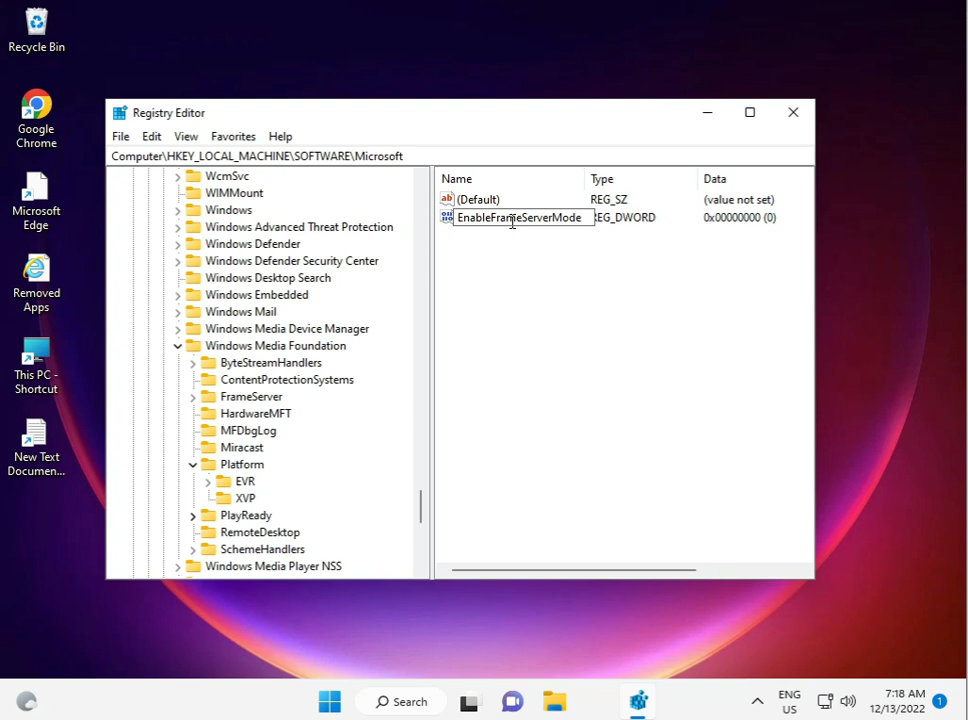 Recycle Bin
Google
Chrome
Microsoft
Edge
Removed
Apps
This PC -
Shortcut
New Text
Documen...
Registry Editor
File Edit View Favorites Help
Computer\HKEY_LOCAL_MACHINE\SOFTWARE\Microsoft
WcmSvc
WIMMount
Windows
Windows Advanced Threat Protection
Windows Defender
Windows Defender Security Center
Windows Desktop Search
Windows Embedded
Windows Mail
Windows Media Device Manager
Windows Media Foundation
ByteStreamHandlers
ContentProtectionSystems
FrameServer
HardwareMFT
MFDbgLog
Miracast
Platform
EVR
XVP
PlayReady
RemoteDesktop
SchemeHandlers
Windows Media Player NSS
Name Type Data
ab (Default) REG_SZ (value not set)
EnableFrameServerMode REG_DWORD 0x00000000 (0)
Search
ENG
US
7:18 AM
12/13/2022
1